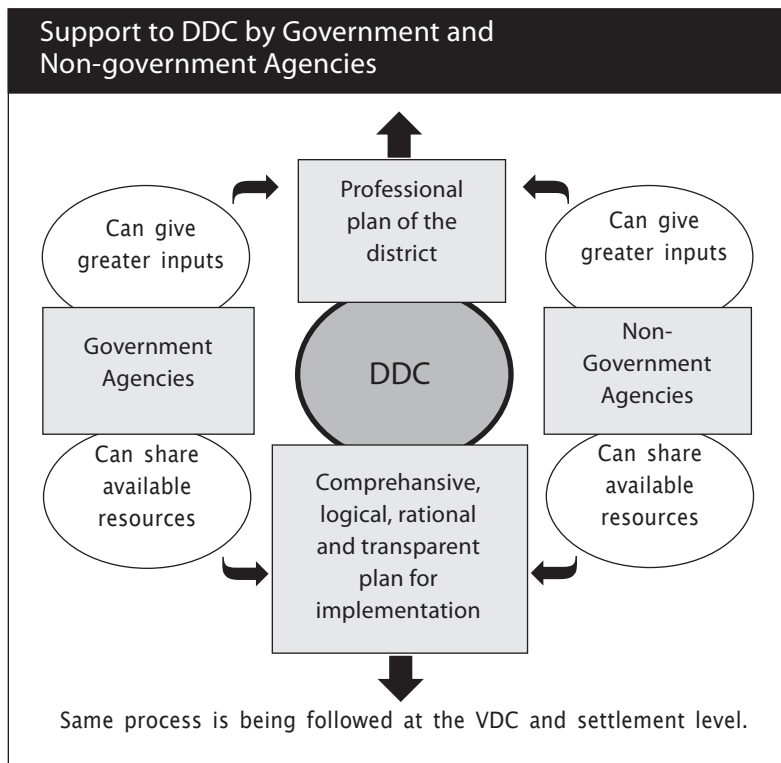 Support to DDC by Government and
Non-government Agencies
Professional
plan of the
district
Can give
greater inputs
Can give
greater inputs
Government
Agencies
DDC
Non-
Government
Agencies
Can share
available
resources
Comprehansive,
logical, rational
and transparent
plan for
implementation
Can share
available
resources
Same process is being followed at the VDC and settlement level.